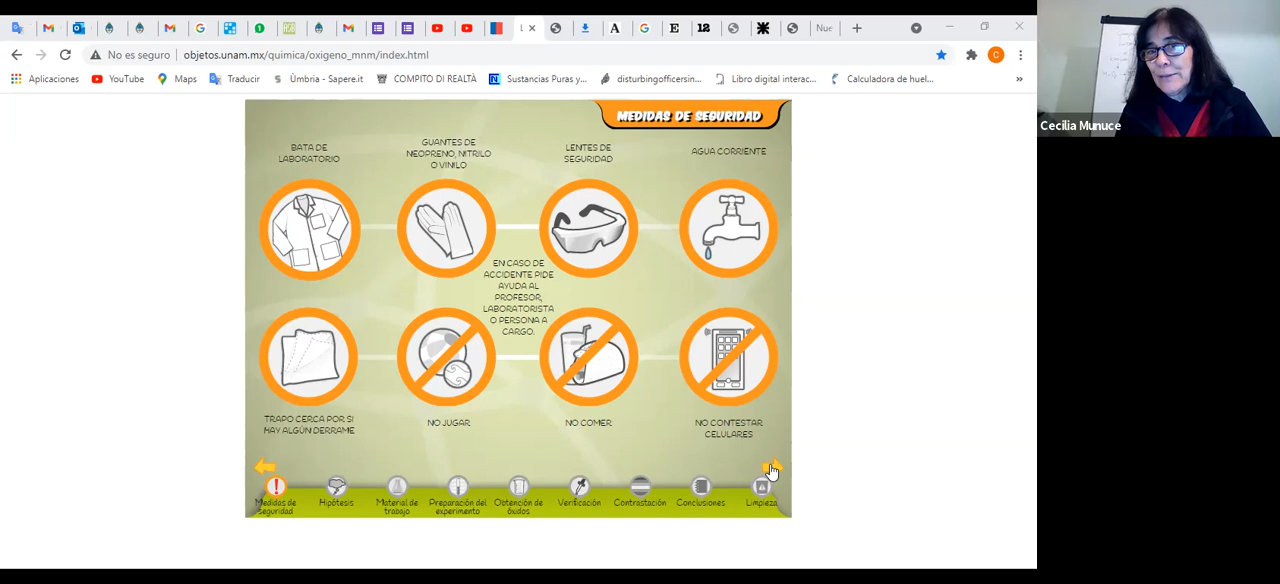 L
12
Nue
No es seguro
objetos.unam.mx/quimica/oxigeno_mnm/index.html
C
Aplicaciones
YouTube
Maps
Traducir
Úmbria - Sapere.it
COMPITO DI REALTÀ
Sustancias Puras y...
disturbingofficersin...
Libro digital interac...
Calculadora de huel...
»
Cecilia Munuce
MEDIDAS DE SEGURIDAD
BATA DE
LABORATORIO
GUANTES DE
NEOPRENO, NITRILO
O VINILO
LENTES DE
SEGURIDAD
AGUA CORRIENTE
EN CASO DE
ACCIDENTE PIDE
AYUDA AL
PROFESOR,
LABORATORISTA
O PERSONA A
CARGO.
TRAPO CERCA POR SI
HAY ALGÚN DERRAME
NO JUGAR
NO COMER
NO CONTESTAR
CELULARES
Medidas de
seguridad
Hipótesis
Material de
trabajo
Preparación del
experimento
Obtención de
óxidos
Verificación
Contrastación
Conclusiones
Limpieza